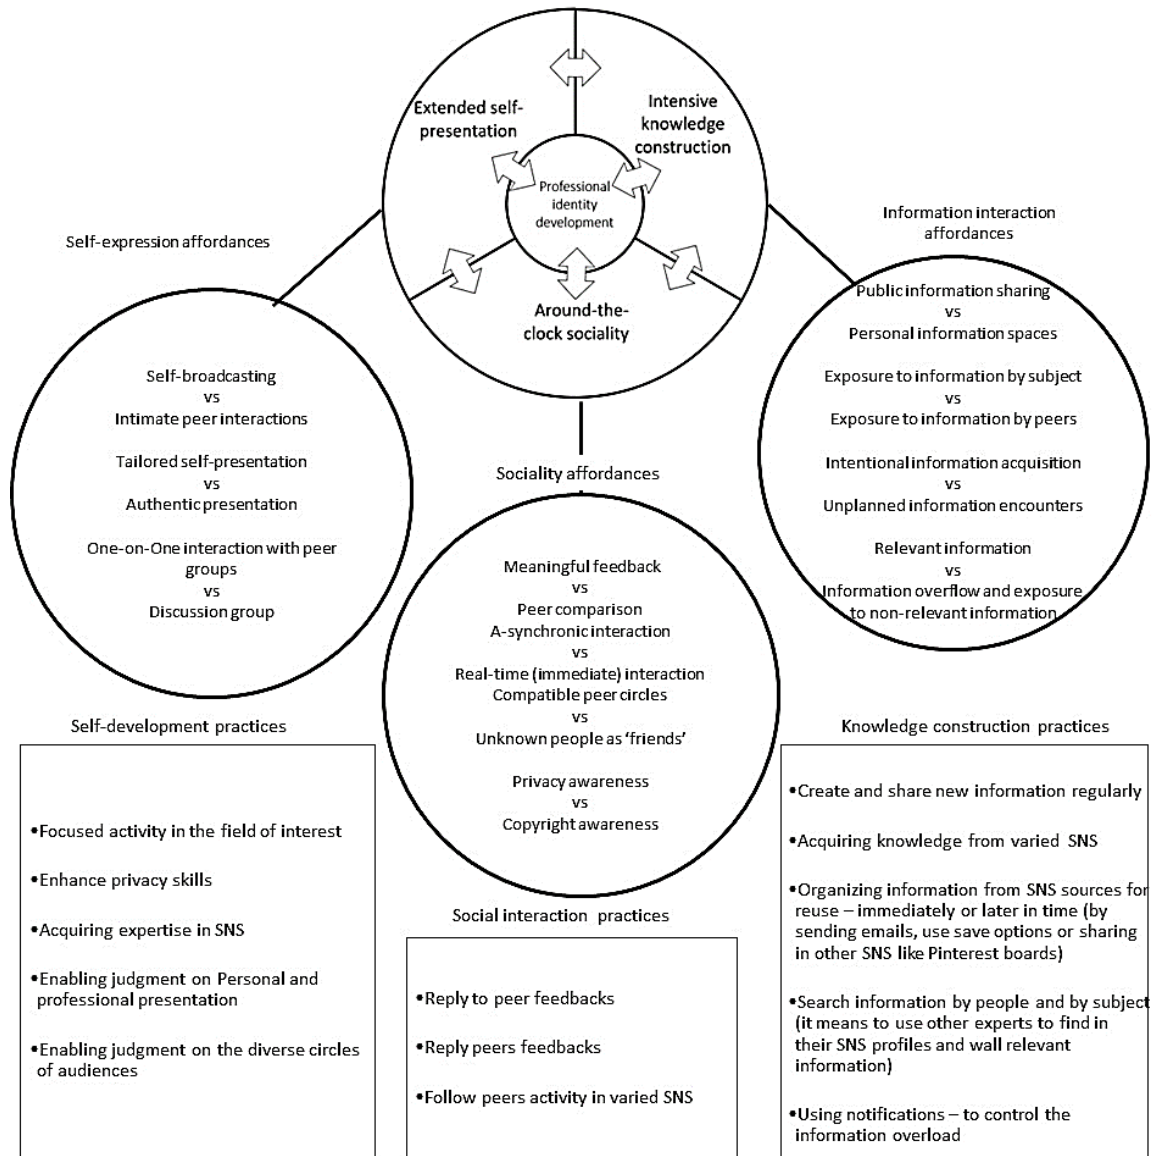 Extended self-
presentation
Intensive
knowledge
construction
Professional
identity
development
Around-the-
clock sociality
Self-expression affordances
Self-broadcasting
vs
Intimate peer interactions
Tailored self-presentation
vs
Authentic presentation
One-on-One interaction with peer
groups
vs
Discussion group
Sociality affordances
Meaningful feedback
vs
Peer comparison
A-synchronic interaction
vs
Real-time (immediate) interaction
Compatible peer circles
vs
Unknown people as ‘friends’
Privacy awareness
vs
Copyright awareness
Information interaction
affordances
Public information sharing
vs
Personal information spaces
Exposure to information by subject
vs
Exposure to information by peers
Intentional information acquisition
vs
Unplanned information encounters
Relevant information
vs
Information overflow and exposure
to non-relevant information
Self-development practices
•Focused activity in the field of interest
•Enhance privacy skills
•Acquiring expertise in SNS
•Enabling judgment on Personal and
professional presentation
•Enabling judgment on the diverse circles
of audiences
Social interaction practices
•Reply to peer feedbacks
•Reply peers feedbacks
•Follow peers activity in varied SNS
Knowledge construction practices
•Create and share new information regularly
•Acquiring knowledge from varied SNS
•Organizing information from SNS sources for
reuse – immediately or later in time (by
sending emails, use save options or sharing
in other SNS like Pinterest boards)
•Search information by people and by subject
(it means to use other experts to find in
their SNS profiles and wall relevant
information)
•Using notifications – to control the
information overload